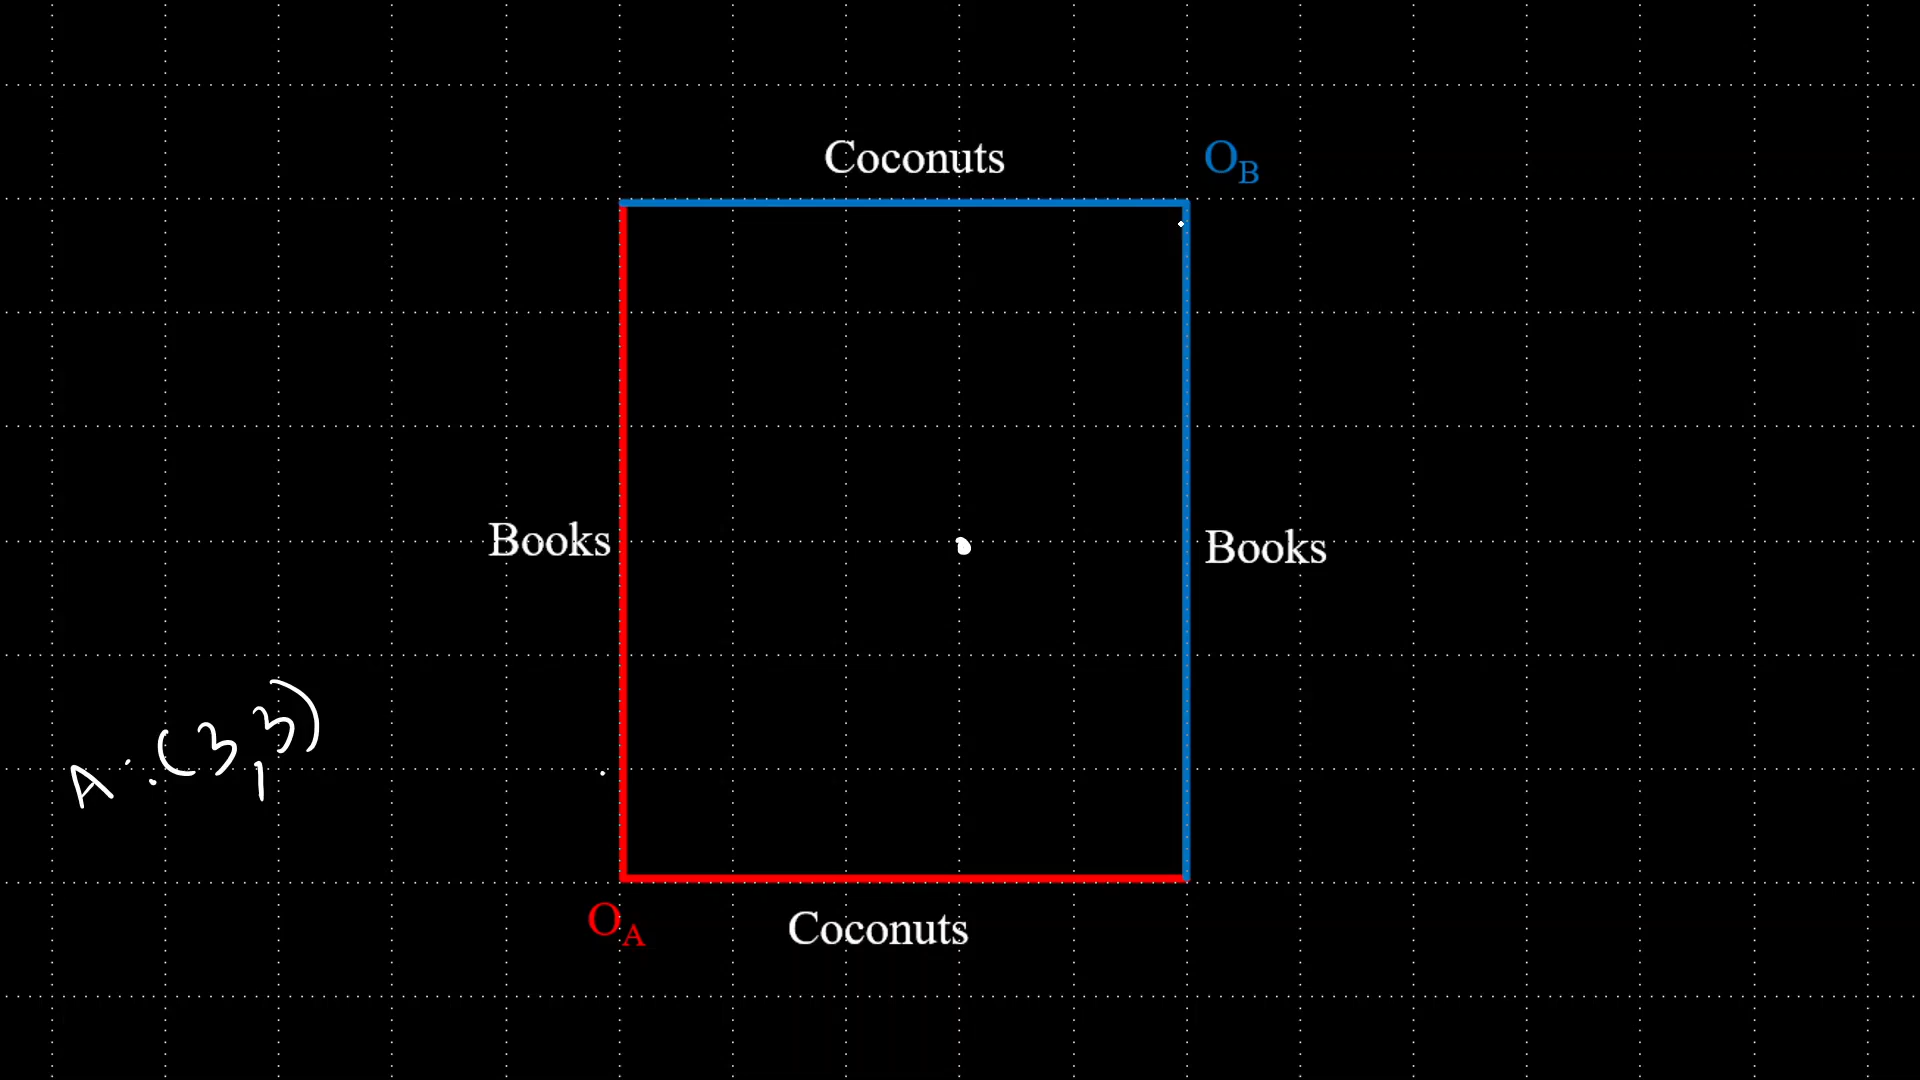 Coconuts
O_B
Books
Books
A:(3,3)
O_A
Coconuts